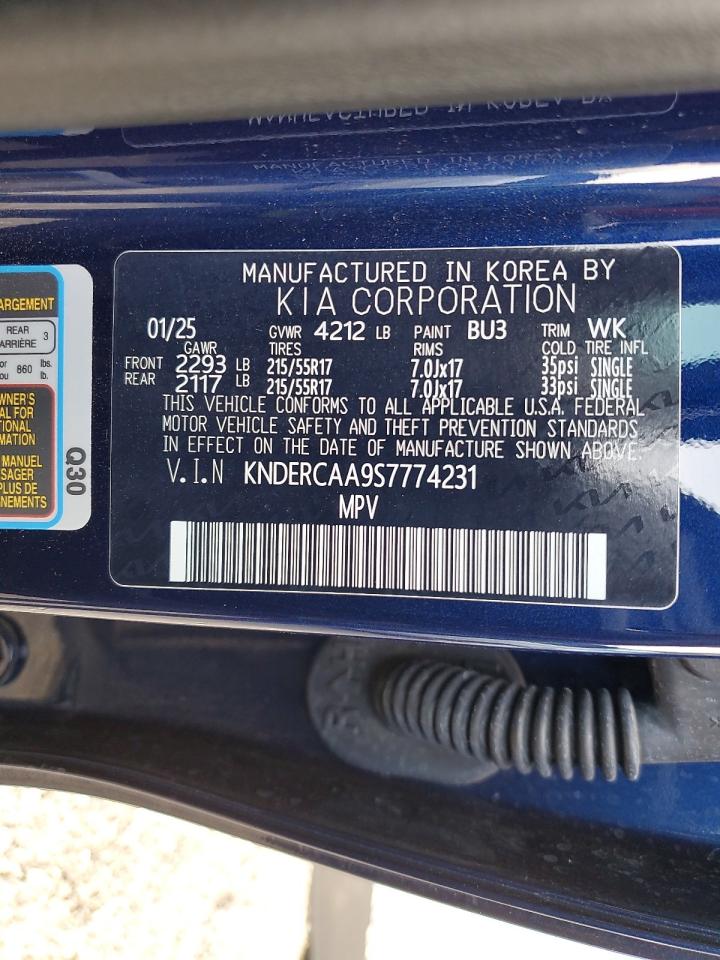 MANUFACTURED IN KOREA BY
KIA CORPORATION
01/25 GVWR 4212 LB PAINT BU3 TRIM WK
GAWR TIRES RIMS COLD TIRE INFL
FRONT 2293 LB 215/55R17 7.0Jx17 35psi SINGLE
REAR 2117 LB 215/55R17 7.0Jx17 33psi SINGLE
THIS VEHICLE CONFORMS TO ALL APPLICABLE U.S.A. FEDERAL
MOTOR VEHICLE SAFETY AND THEFT PREVENTION STANDARDS
IN EFFECT ON THE DATE OF MANUFACTURE SHOWN ABOVE.
V.I.N KNDERCAA9S7774231
MPV
ARGEMENT
REAR 3
ARRIÈRE
860 lbs.
lb.
OWNER'S
AL FOR
TIONAL
RMATION
MANUEL
SAGER
PLUS DE
NEMENTS
Q30